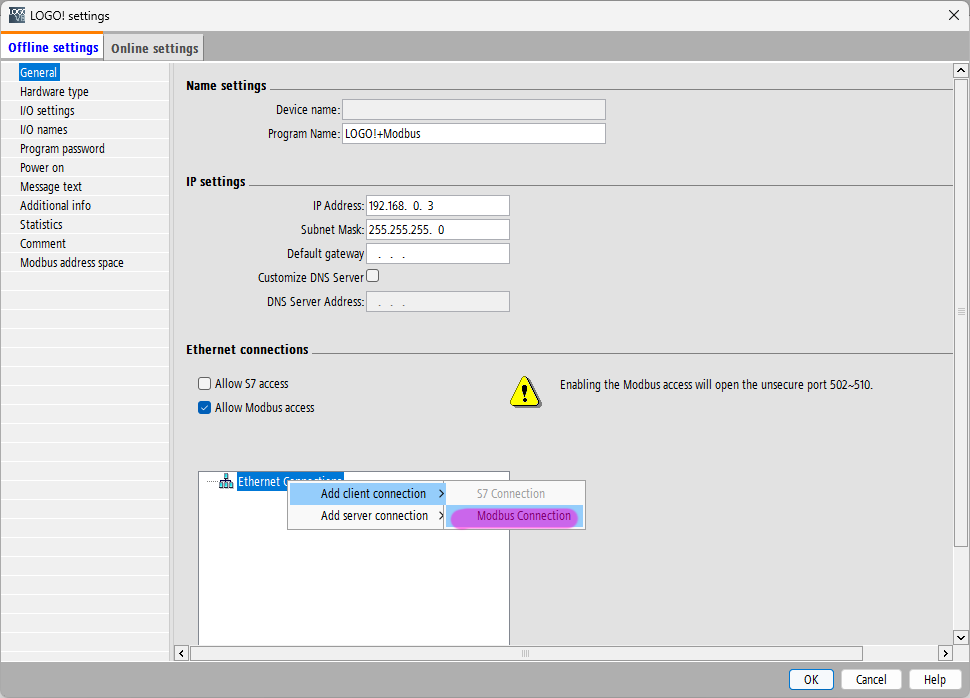 LOGO! settings
Offline settings
Online settings
General
Hardware type
I/O settings
I/O names
Program password
Power on
Message text
Additional info
Statistics
Comment
Modbus address space
Name settings
Device name:
Program Name: LOGO!+Modbus
IP settings
IP Address: 192.168. 0. 3
Subnet Mask: 255.255.255. 0
Default gateway . . .
Customize DNS Server
DNS Server Address: . . .
Ethernet connections
Allow S7 access
Allow Modbus access
Enabling the Modbus access will open the unsecure port 502~510.
Ethernet Connections
Add client connection
Add server connection
S7 Connection
Modbus Connection
OK
Cancel
Help